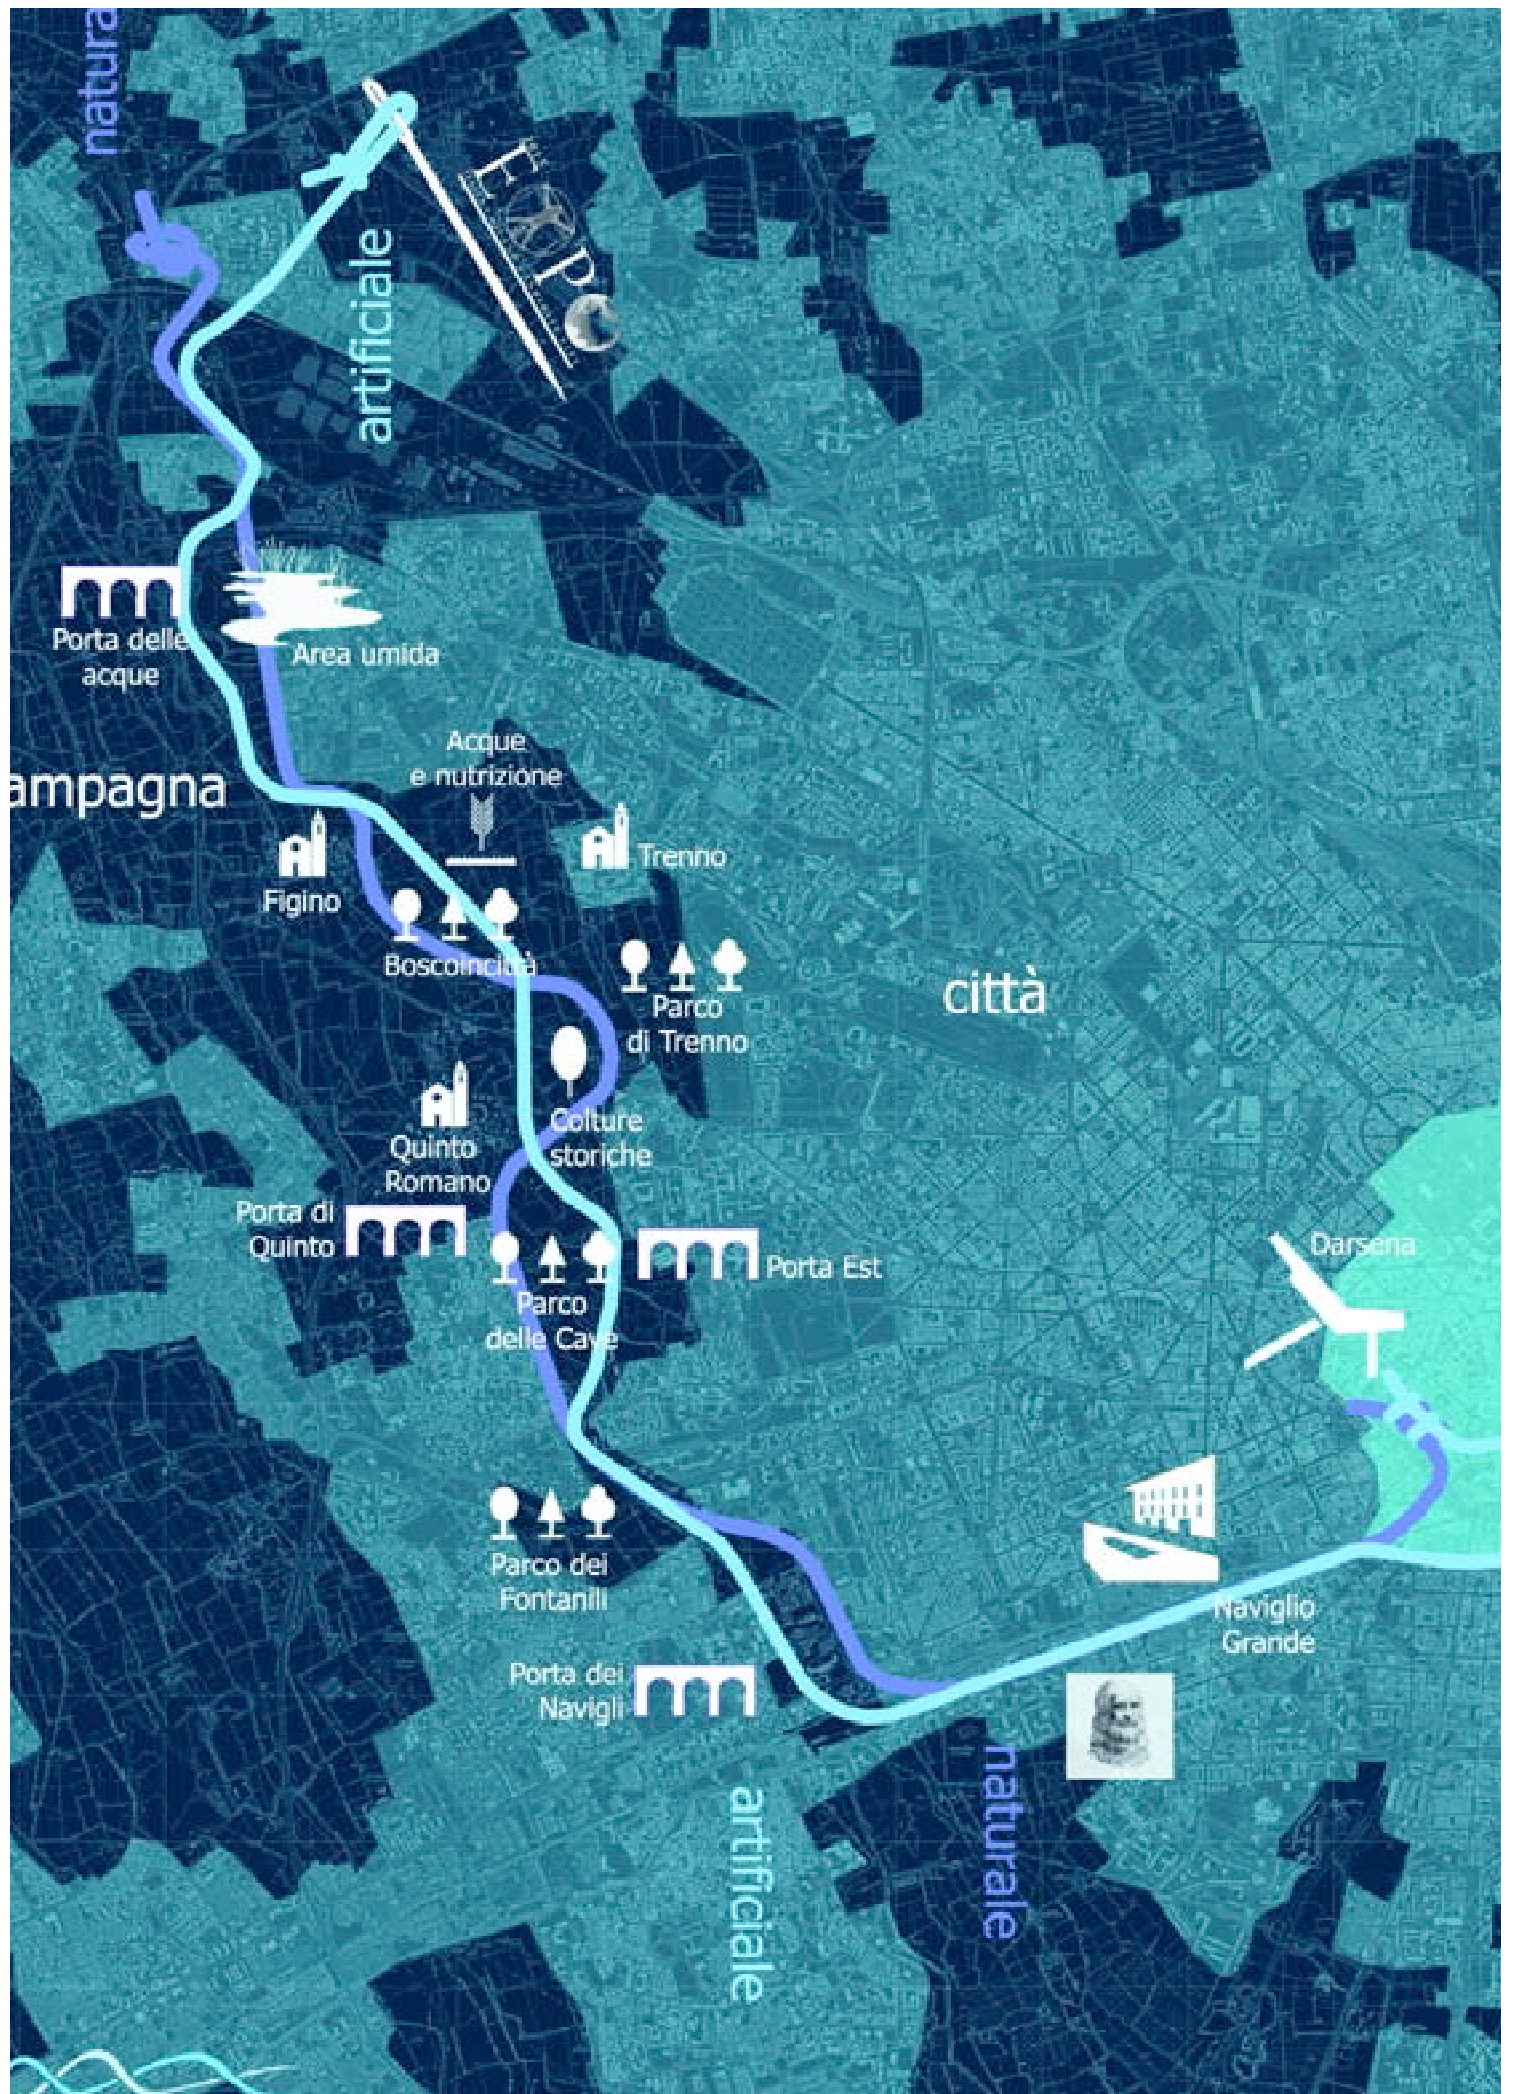 natura
EXPO
artificiale
Porta delle
acque
Area umida
Acque
e nutrizione
ampagna
Trenno
Figino
Boscoincittà
Parco
di Trenno
città
Colture
storiche
Quinto
Romano
Porta di
Quinto
Porta Est
Darsena
Parco
delle Cave
Parco dei
Fontanili
Naviglio
Grande
Porta dei
Navigli
naturale
artificiale